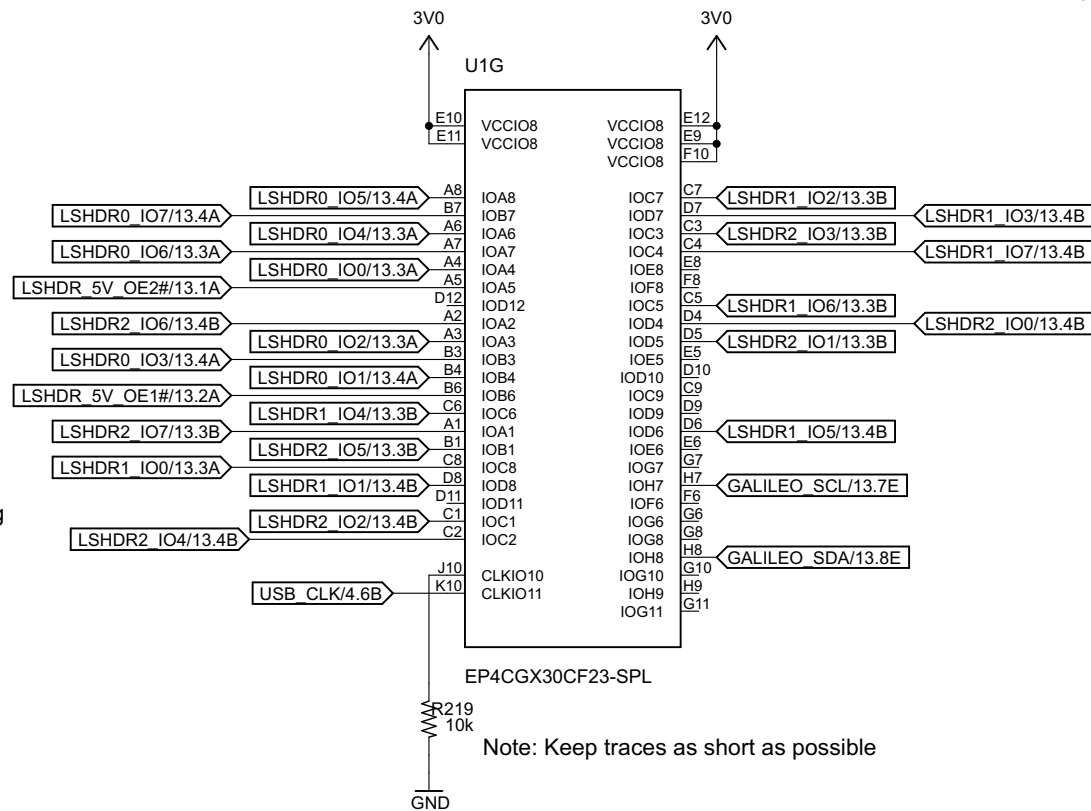 3V0
3V0
U1G
E10 VCCIO8 VCCIO8 E12
E11 VCCIO8 VCCIO8 E9
VCCIO8 F10
LSHDR0_IO5/13.4A A8 IOA8 IOC7 C7 LSHDR1_IO2/13.3B
LSHDR0_IO7/13.4A B7 IOB7 IOD7 D7 LSHDR1_IO3/13.4B
LSHDR0_IO4/13.3A A6 IOA6 IOC3 C3 LSHDR2_IO3/13.3B
LSHDR0_IO6/13.3A A7 IOA7 IOC4 C4 LSHDR1_IO7/13.4B
LSHDR0_IO0/13.3A A4 IOA4 IOE8 E8
LSHDR_5V_OE2#/13.1A A5 IOA5 IOF8 F8
D12 IOD12 IOC5 C5 LSHDR1_IO6/13.3B
LSHDR2_IO6/13.4B A2 IOA2 IOD4 D4 LSHDR2_IO0/13.4B
LSHDR0_IO2/13.3A A3 IOA3 IOD5 D5 LSHDR2_IO1/13.3B
LSHDR0_IO3/13.4A B3 IOB3 IOE5 E5
LSHDR0_IO1/13.4A B4 IOB4 IOD10 D10
LSHDR_5V_OE1#/13.2A B6 IOB6 IOC9 C9
LSHDR1_IO4/13.3B C6 IOC6 IOD9 D9
LSHDR2_IO7/13.3B A1 IOA1 IOD6 D6 LSHDR1_IO5/13.4B
LSHDR2_IO5/13.3B B1 IOB1 IOE6 E6
LSHDR1_IO0/13.3A C8 IOC8 IOG7 G7
LSHDR1_IO1/13.4B D8 IOD8 IOH7 H7 GALILEO_SCL/13.7E
D11 IOD11 IOF6 F6
g
LSHDR2_IO2/13.4B C1 IOC1 IOG6 G6
LSHDR2_IO4/13.4B C2 IOC2 IOG8 G8
IOH8 H8 GALILEO_SDA/13.8E
J10 CLKIO10 IOG10 G10
USB_CLK/4.6B K10 CLKIO11 IOH9 H9
IOG11 G11
EP4CGX30CF23-SPL
R219
10k
Note: Keep traces as short as possible
GND